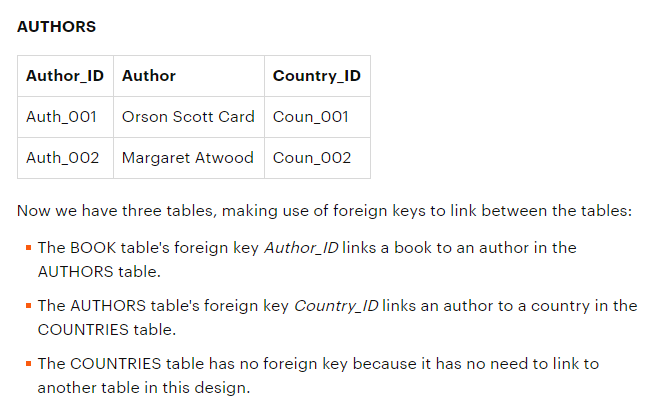 AUTHORS
Author_ID Author Country_ID
Auth_001 Orson Scott Card Coun_001
Auth_002 Margaret Atwood Coun_002
Now we have three tables, making use of foreign keys to link between the tables:
The BOOK table's foreign key Author_ID links a book to an author in the
AUTHORS table.
The AUTHORS table's foreign key Country_ID links an author to a country in the
COUNTRIES table.
The COUNTRIES table has no foreign key because it has no need to link to
another table in this design.